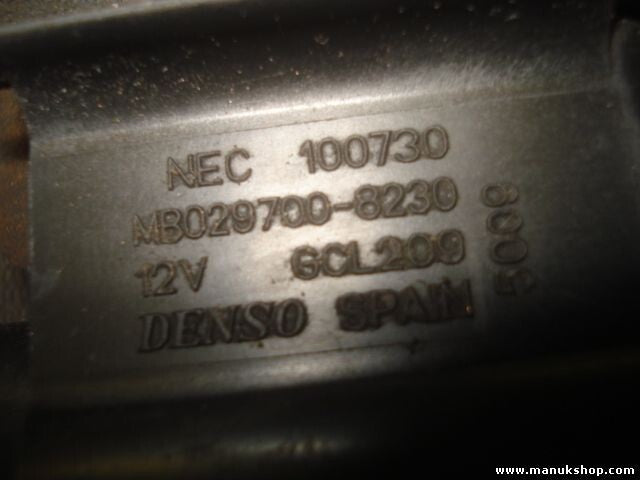 NEC 100730
MB029700-8230
12V GCL209
DENSO SPAIN
5009
www.manukshop.com